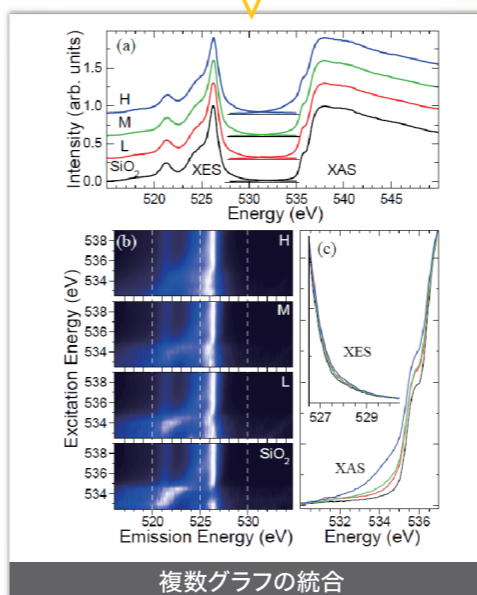 (a)
Intensity (arb. units)
1.5
1.0
0.5
0.0
H
M
L
SiO₂
XES
XAS
520 525 530 535 540 545
Energy (eV)
(b)
Excitation Energy (eV)
538
536
534
H
538
536
534
M
538
536
534
L
538
536
534
SiO₂
520 525 530
Emission Energy (eV)
(c)
XES
527 529
XAS
532 534 536
Energy (eV)
複数グラフの統合